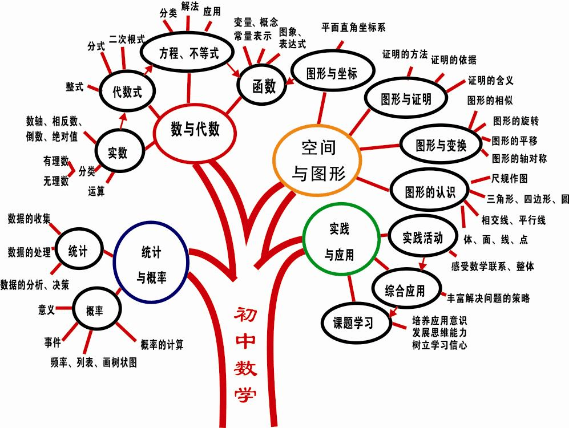 分类
解法
应用
方程、不等式
分式
二次根式
整式
代数式
变量、概念
常量表示
图象、
表达式
函数
数与代数
数轴、相反数、
倒数、绝对值
实数
有理数
无理数
分类
运算
平面直角坐标系
图形与坐标
证明的方法
证明的依据
证明的含义
图形与证明
空间
与图形
图形的相似
图形的旋转
图形的平移
图形的轴对称
图形与变换
图形的认识
尺规作图
三角形、四边形、圆
相交线、平行线
体、面、线、点
数据的收集
数据的处理
数据的分析、决策
统计
统计
与概率
概率
意义
事件
频率、列表、画树状图
概率的计算
实践
与应用
实践活动
感受数学联系、整体
综合应用
丰富解决问题的策略
课题学习
培养应用意识
发展思维能力
树立学习信心
初中数学